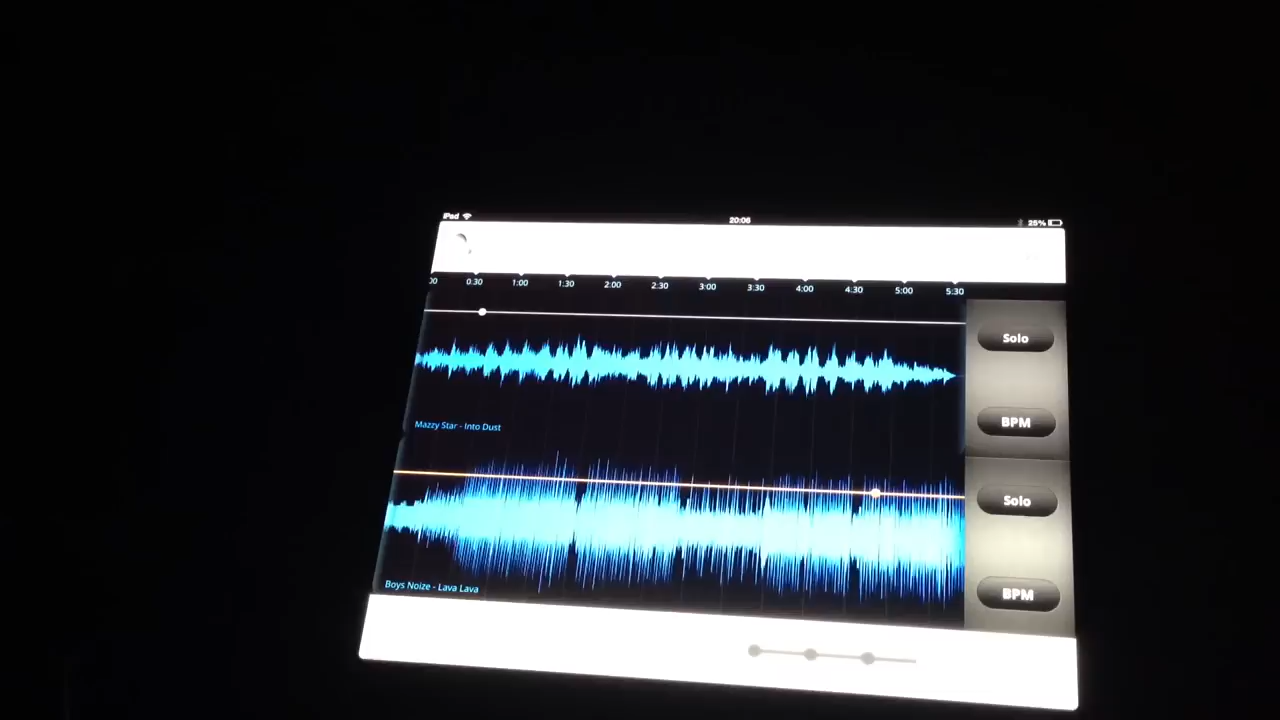 iPad 20:06 25%
00 0:30 1:00 1:30 2:00 2:30 3:00 3:30 4:00 4:30 5:00 5:30
Solo
Mazzy Star - Into Dust
BPM
Solo
Boys Noize - Lava Lava
BPM